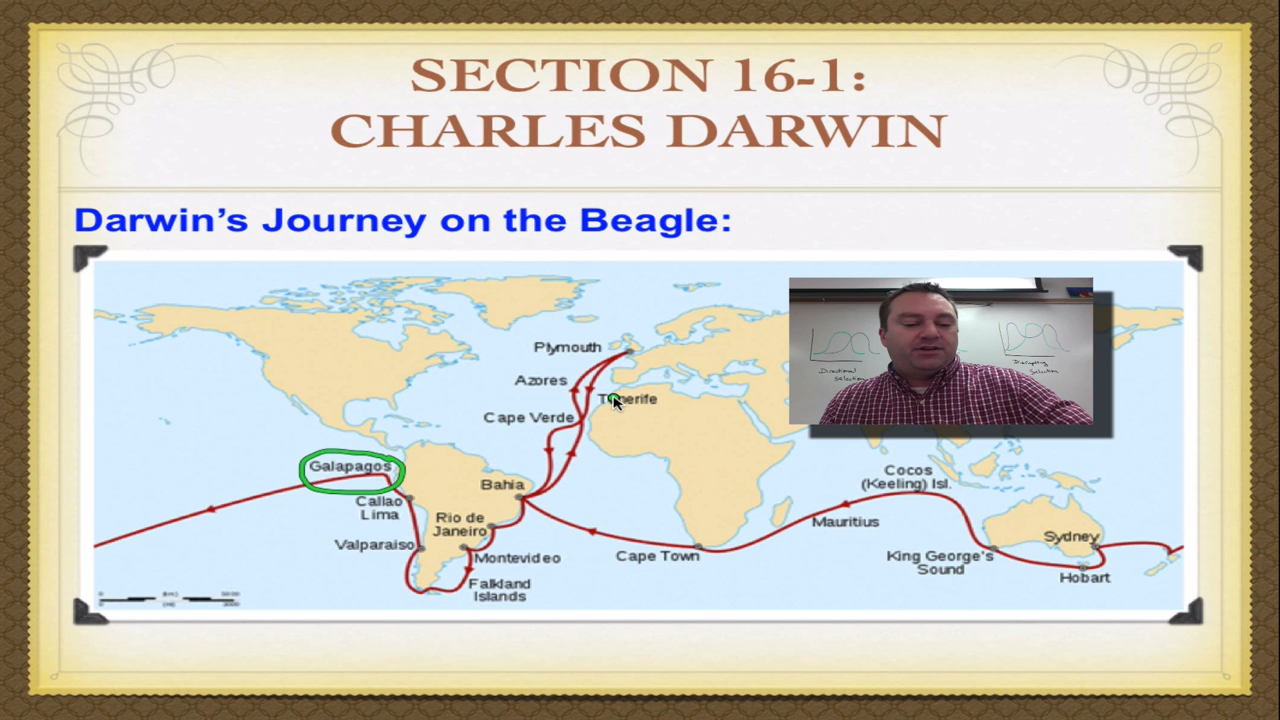 SECTION 16-1:
CHARLES DARWIN
Darwin's Journey on the Beagle:
Plymouth
Azores
Tenerife
Cape Verde
Galapagos
Callao
Lima
Bahia
Rio de
Janeiro
Valparaiso
Montevideo
Falkland
Islands
Cape Town
Mauritius
Cocos
(Keeling) Isl.
King George's
Sound
Sydney
Hobart
Directional
Selection
Disrupting
Selection